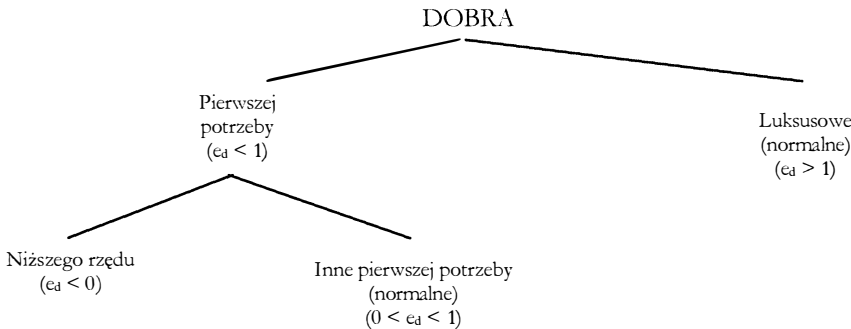 DOBRA
Pierwszej
potrzeby
(ed < 1)
Luksusowe
(normalne)
(ed > 1)
Niższego rzędu
(ed < 0)
Inne pierwszej potrzeby
(normalne)
(0 < ed < 1)